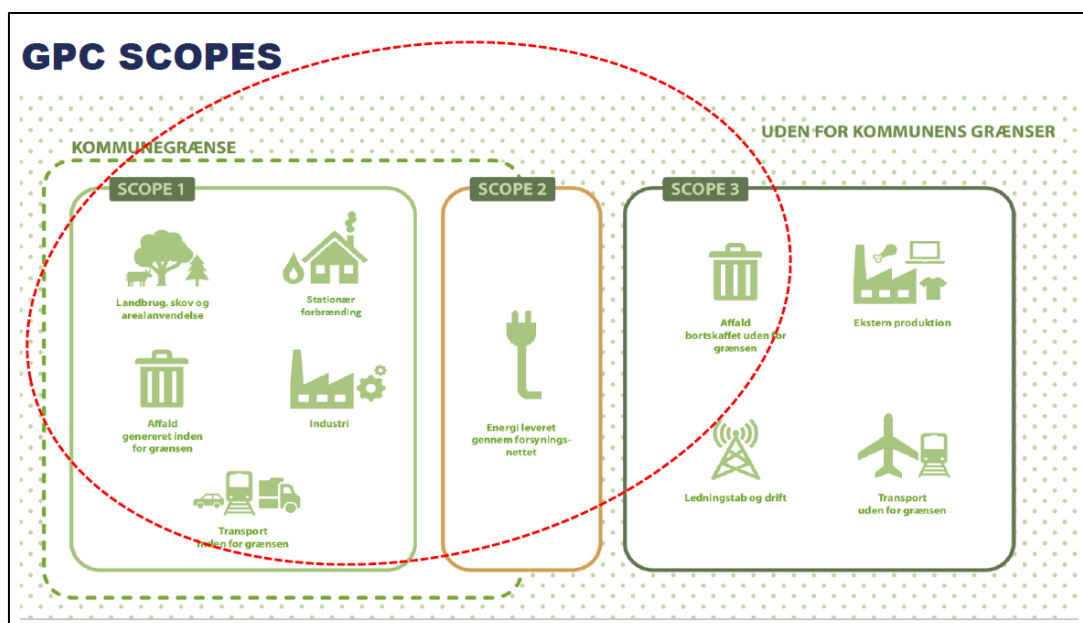 GPC SCOPES
KOMMUNEGRÆNSE
UDEN FOR KOMMUNENS GRÆNSER
SCOPE 1
Landbrug, skov og
arealanvendelse
Stationær
forbrænding
Affald
genereret inden
for grænsen
Industri
Transport
inden for grænsen
SCOPE 2
Energi leveret
gennem forsynings-
nettet
SCOPE 3
Affald
bortskaffet uden for
grænsen
Ekstern produktion
Ledningstab og drift
Transport
uden for grænsen